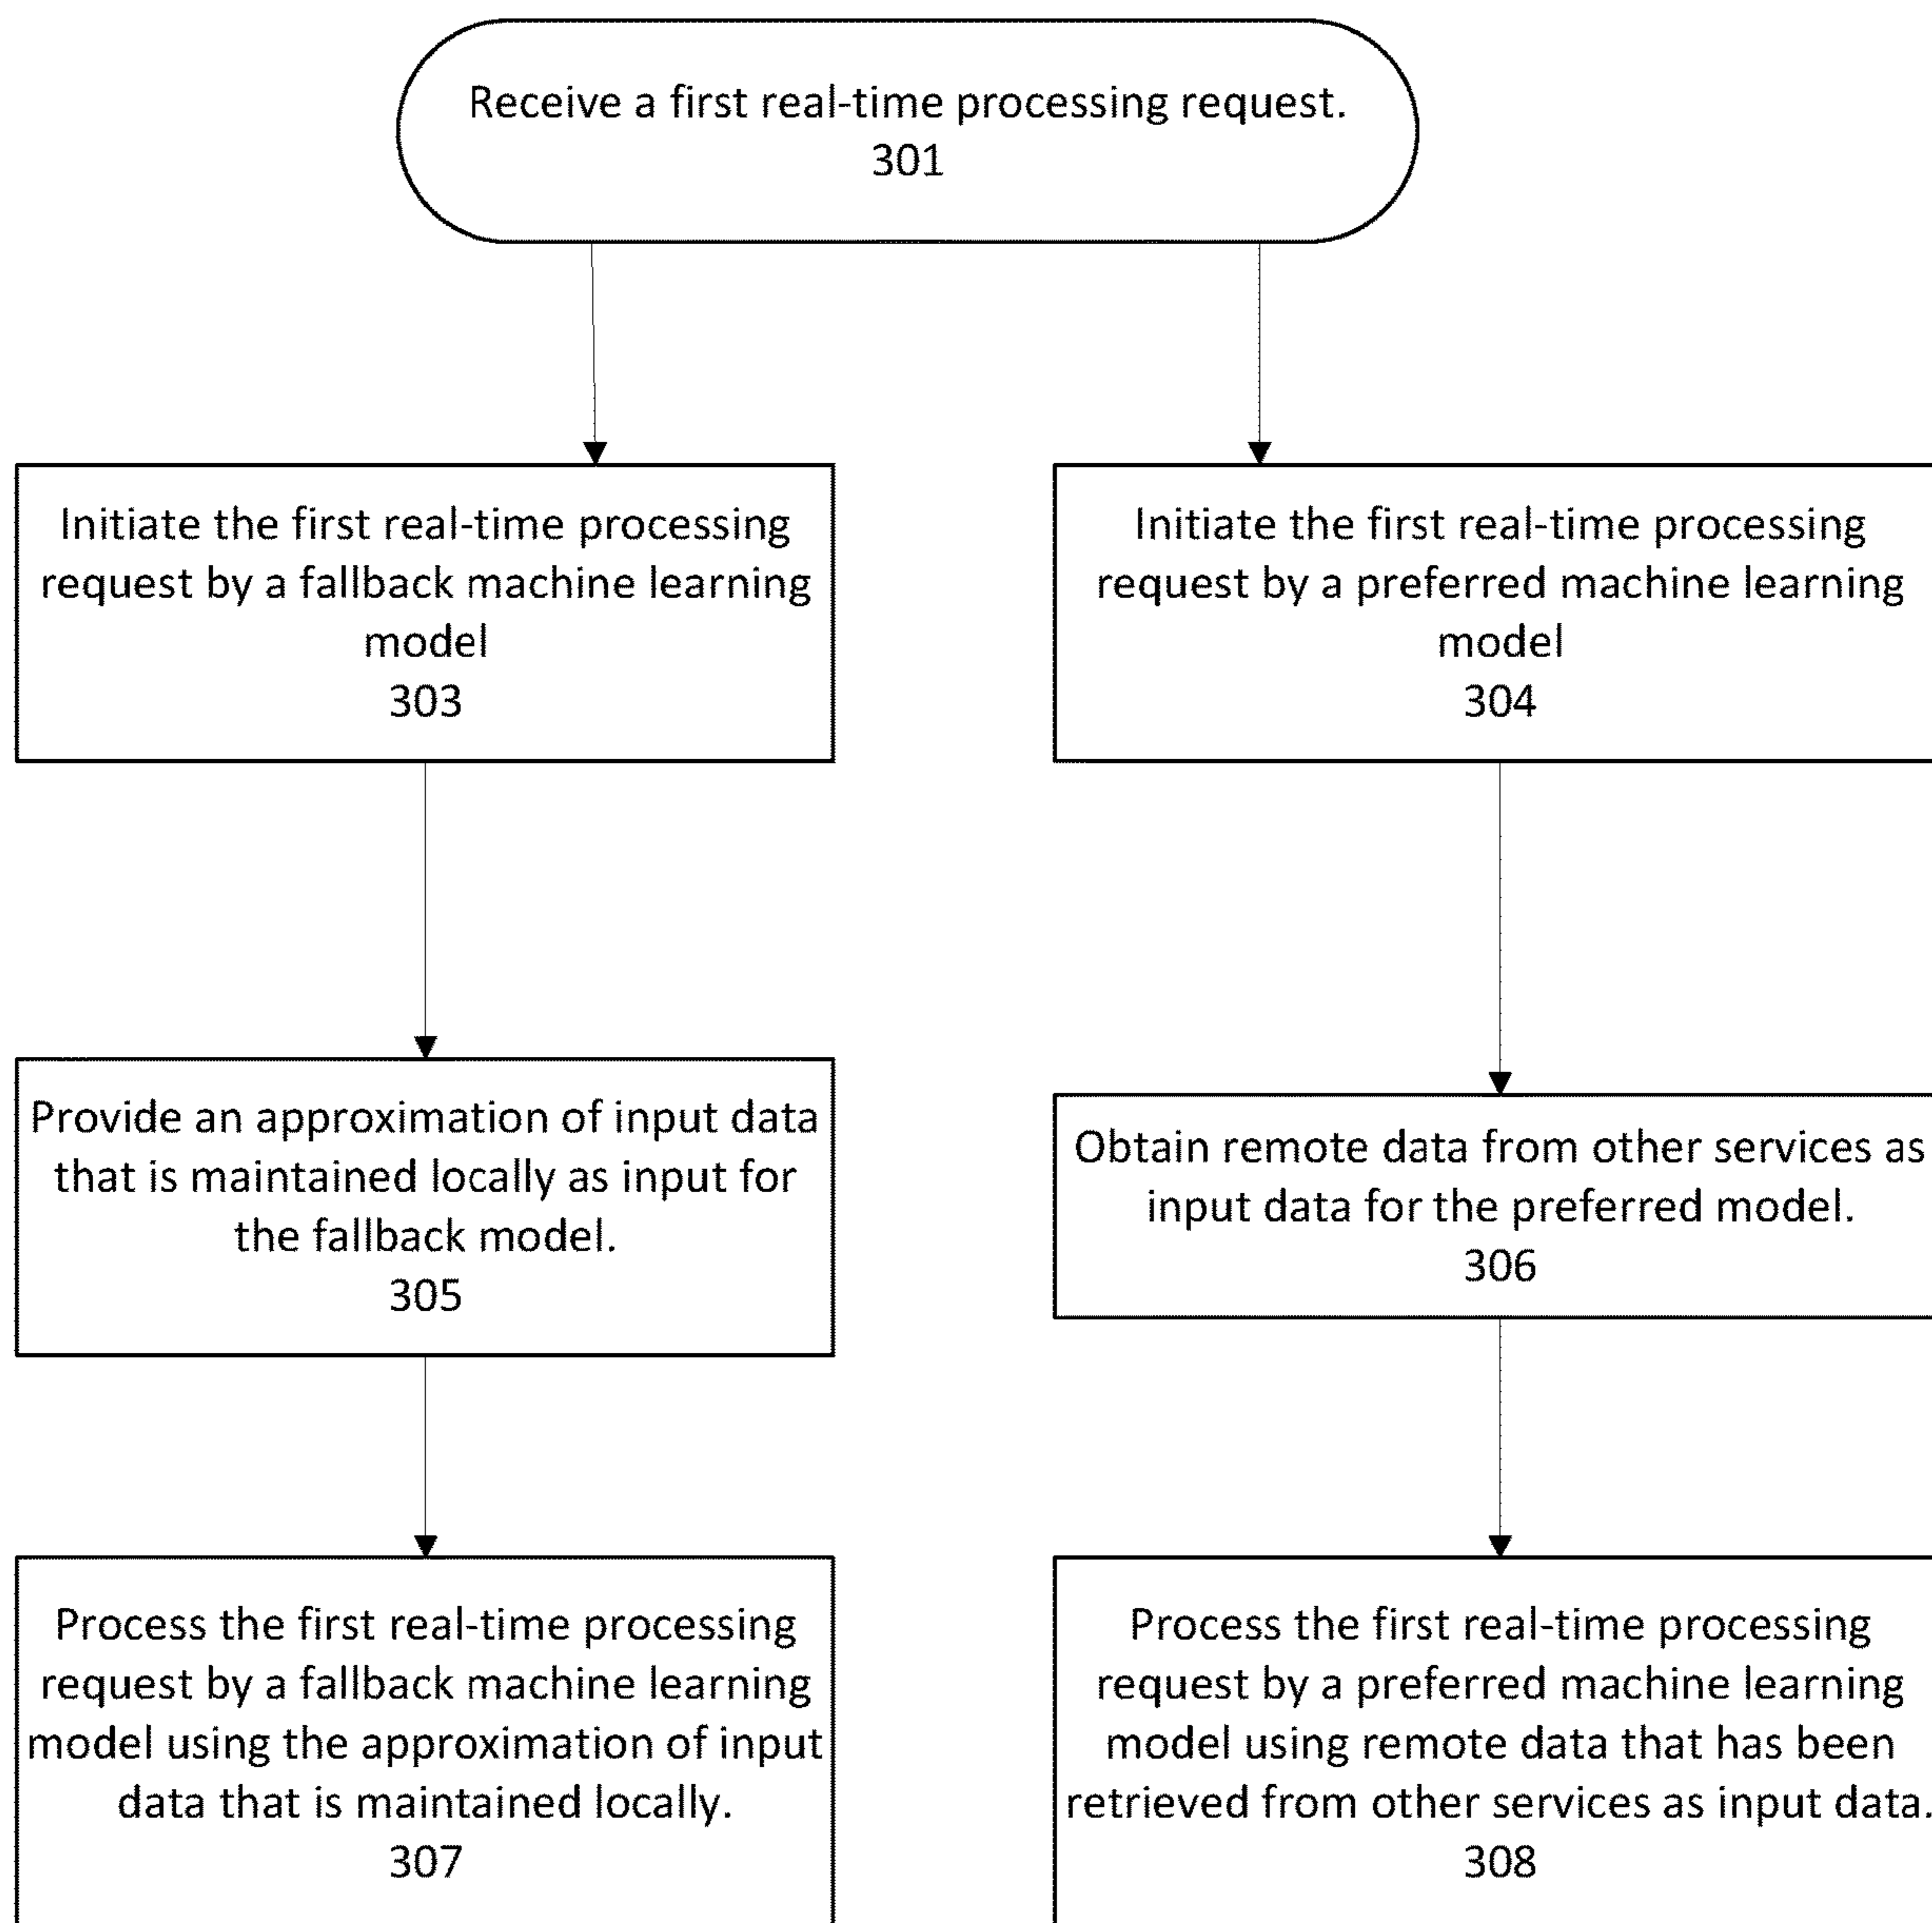 Receive a first real-time processing request.
301
Initiate the first real-time processing
request by a fallback machine learning
model
303
Initiate the first real-time processing
request by a preferred machine learning
model
304
Provide an approximation of input data
that is maintained locally as input for
the fallback model.
305
Obtain remote data from other services as
input data for the preferred model.
306
Process the first real-time processing
request by a fallback machine learning
model using the approximation of input
data that is maintained locally.
307
Process the first real-time processing
request by a preferred machine learning
model using remote data that has been
retrieved from other services as input data.
308